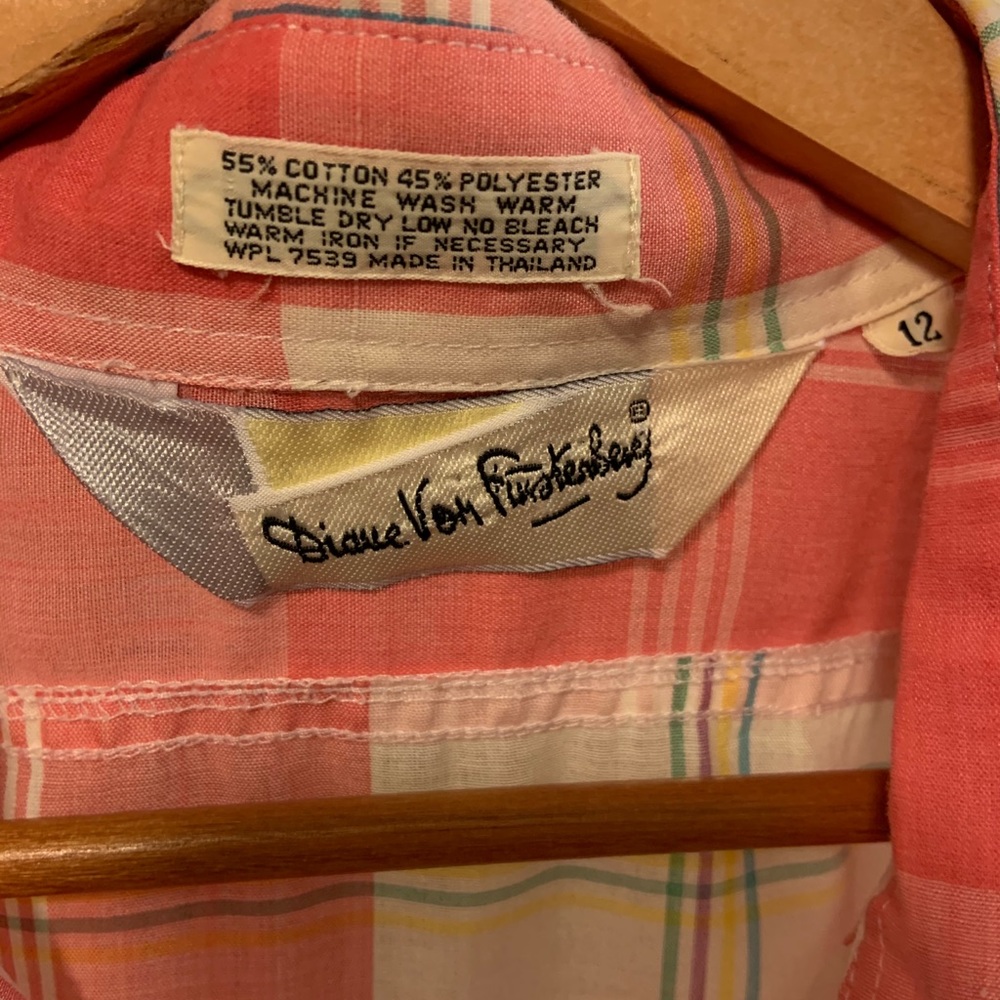 55% COTTON 45% POLYESTER
MACHINE WASH WARM
TUMBLE DRY LOW NO BLEACH
WARM IRON IF NECESSARY
WPL 7539 MADE IN THAILAND
12
Diane Von Furstenberg ®